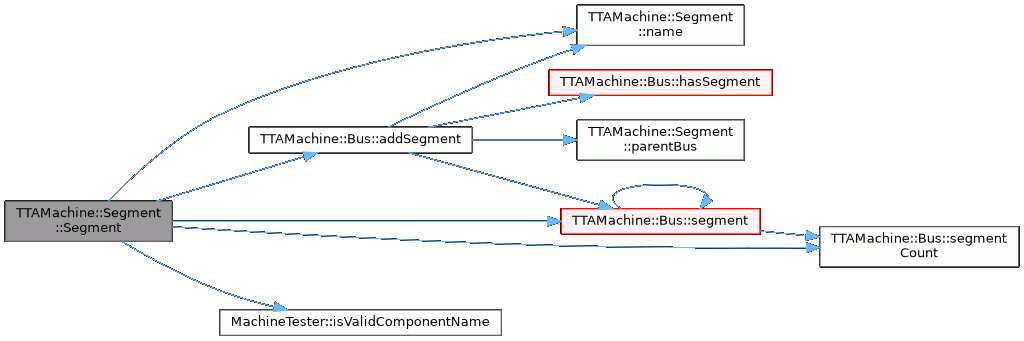 TTAMachine::Segment
::name
TTAMachine::Bus::hasSegment
TTAMachine::Bus::addSegment
TTAMachine::Segment
::parentBus
TTAMachine::Segment
::Segment
TTAMachine::Bus::segment
TTAMachine::Bus::segment
Count
MachineTester::isValidComponentName